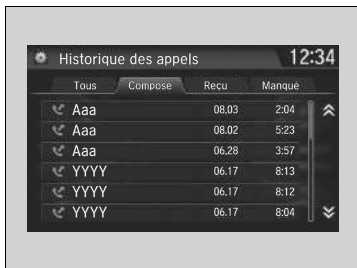 Historique des appels 12:34
Tous Compose Reçu Manqué
Aaa 08.03 2:04
Aaa 08.02 5:23
Aaa 06.28 3:57
YYYY 06.17 8:13
YYYY 06.17 8:12
YYYY 06.17 8:04